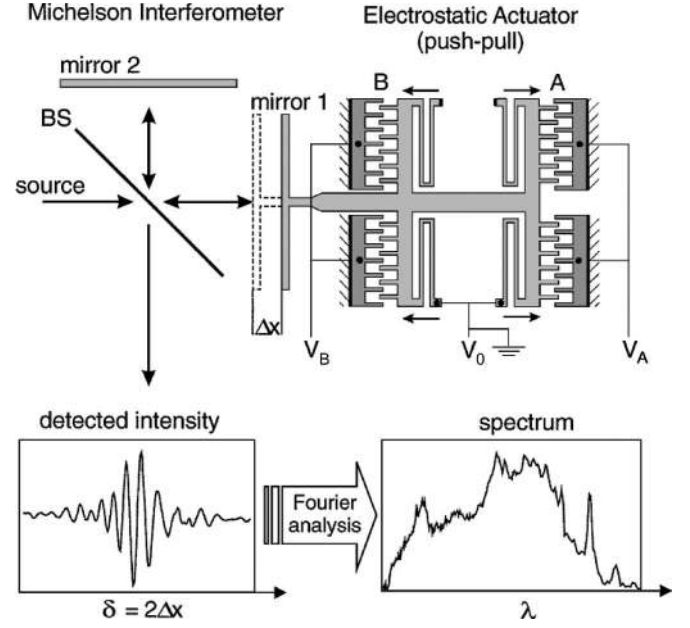 Michelson Interferometer
Electrostatic Actuator
(push-pull)
mirror 2
mirror 1
B
A
BS
source
Δx
V_B
V_0
V_A
detected intensity
spectrum
Fourier
analysis
δ = 2Δx
λ